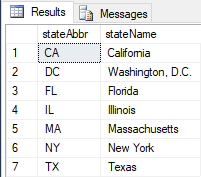 Results Messages
stateAbbr stateName
1 CA California
2 DC Washington, D.C.
3 FL Florida
4 IL Illinois
5 MA Massachusetts
6 NY New York
7 TX Texas